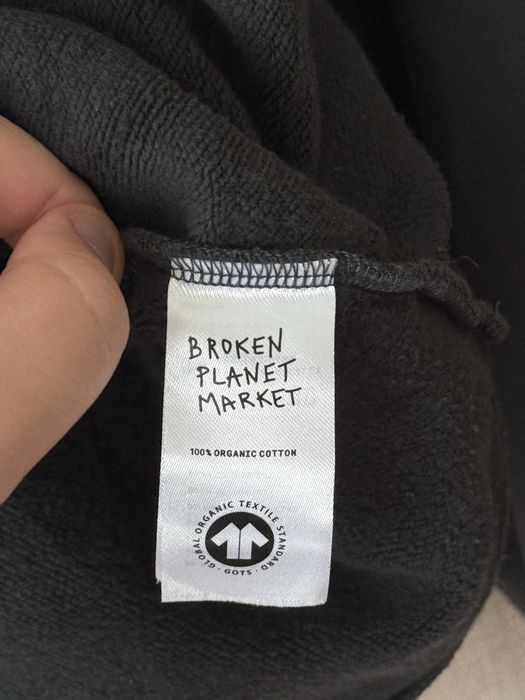 BROKEN
PLANET
MARKET
100% ORGANIC COTTON
GLOBAL ORGANIC TEXTILE STANDARD
· GOTS ·